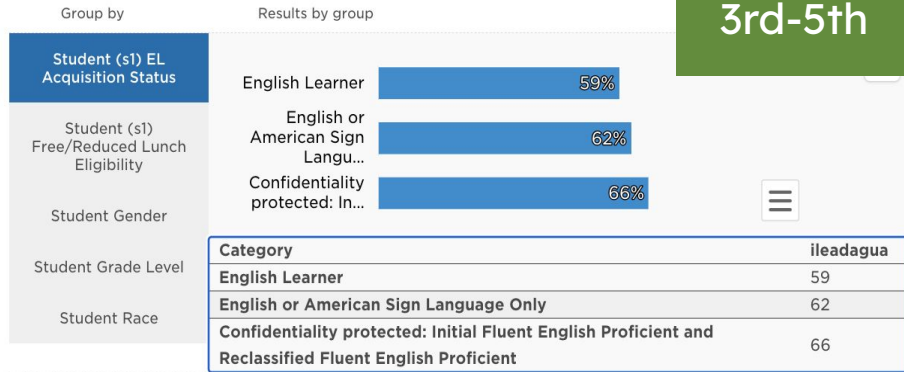 Group by
Results by group
3rd-5th
Student (s1) EL
Acquisition Status
Student (s1)
Free/Reduced Lunch
Eligibility
Student Gender
Student Grade Level
Student Race
English Learner
59%
English or
American Sign
Langu...
62%
Confidentiality
protected: In...
66%
Category ileadagua
English Learner 59
English or American Sign Language Only 62
Confidentiality protected: Initial Fluent English Proficient and
Reclassified Fluent English Proficient
66